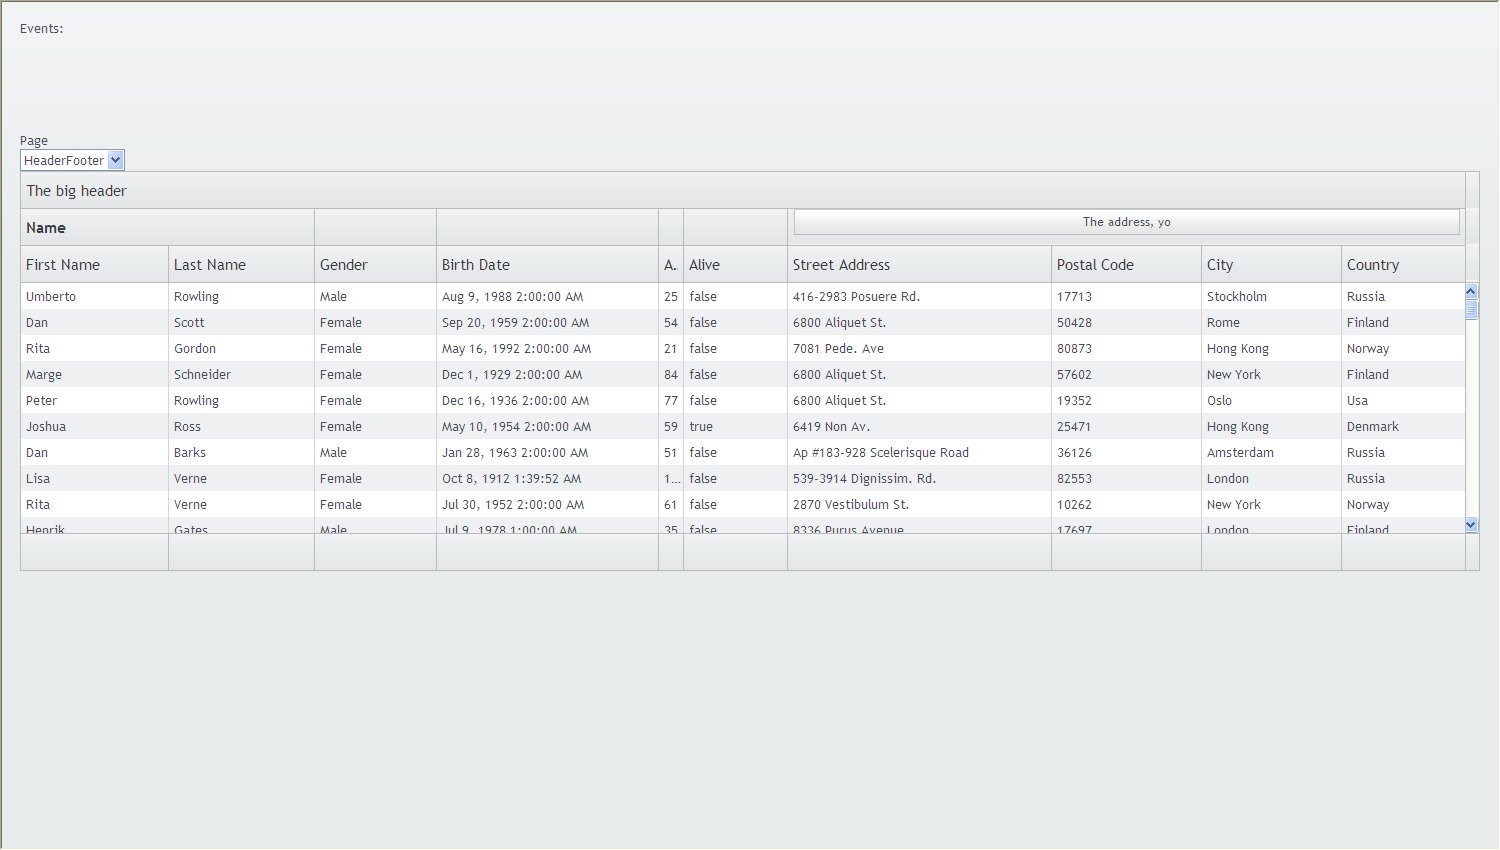 Events:
Page
HeaderFooter
The big header
Name The address, yo
First Name Last Name Gender Birth Date A.. Alive Street Address Postal Code City Country
Umberto Rowling Male Aug 9, 1988 2:00:00 AM 25 false 416-2983 Posuere Rd. 17713 Stockholm Russia
Dan Scott Female Sep 20, 1959 2:00:00 AM 54 false 6800 Aliquet St. 50428 Rome Finland
Rita Gordon Female May 16, 1992 2:00:00 AM 21 false 7081 Pede. Ave 80873 Hong Kong Norway
Marge Schneider Female Dec 1, 1929 2:00:00 AM 84 false 6800 Aliquet St. 57602 New York Finland
Peter Rowling Female Dec 16, 1936 2:00:00 AM 77 false 6800 Aliquet St. 19352 Oslo Usa
Joshua Ross Female May 10, 1954 2:00:00 AM 59 true 6419 Non Av. 25471 Hong Kong Denmark
Dan Barks Male Jan 28, 1963 2:00:00 AM 51 false Ap #183-928 Scelerisque Road 36126 Amsterdam Russia
Lisa Verne Female Oct 8, 1912 1:39:52 AM 1... false 539-3914 Dignissim. Rd. 82553 London Russia
Rita Verne Female Jul 30, 1952 2:00:00 AM 61 false 2870 Vestibulum St. 10262 New York Norway
Henrik Gates Male Jul 9, 1978 1:00:00 AM 35 false 8336 Purus Avenue 17697 London Finland